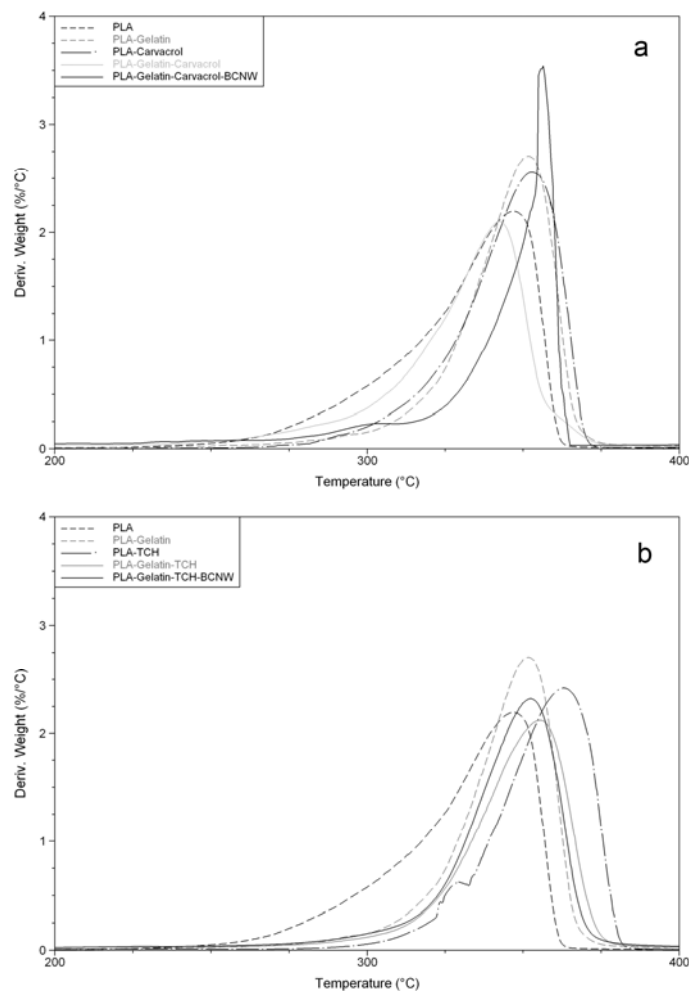 4
PLA
PLA-Gelatin
PLA-Carvacrol
PLA-Gelatin-Carvacrol
PLA-Gelatin-Carvacrol-BCNW
a
3
2
1
0
Deriv. Weight (%/°C)
200 300 400
Temperature (°C)
4
PLA
PLA-Gelatin
PLA-TCH
PLA-Gelatin-TCH
PLA-Gelatin-TCH-BCNW
b
3
2
1
0
Deriv. Weight (%/°C)
200 300 400
Temperature (°C)